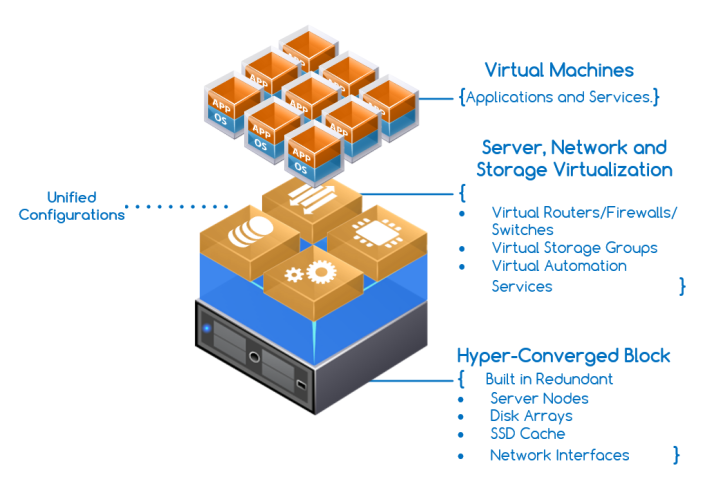 Virtual Machines
{Applications and Services.}
APP
APP
APP
OS
APP
APP
OS
APP
OS
Server, Network and
Storage Virtualization
{
• Virtual Routers/Firewalls/
Switches
• Virtual Storage Groups
• Virtual Automation
Services }
Unified
Configurations
Hyper-Converged Block
{ Built in Redundant
• Server Nodes
• Disk Arrays
• SSD Cache
• Network Interfaces }